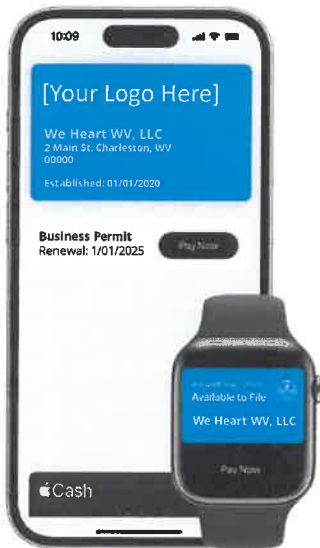 10:09
[Your Logo Here]
We Heart WV, LLC
2 Main St. Charleston, WV
00000
Established: 01/01/2020
Business Permit
Renewal: 1/01/2025
Pay Now
Cash
Available to File
We Heart WV, LLC
Pay Now